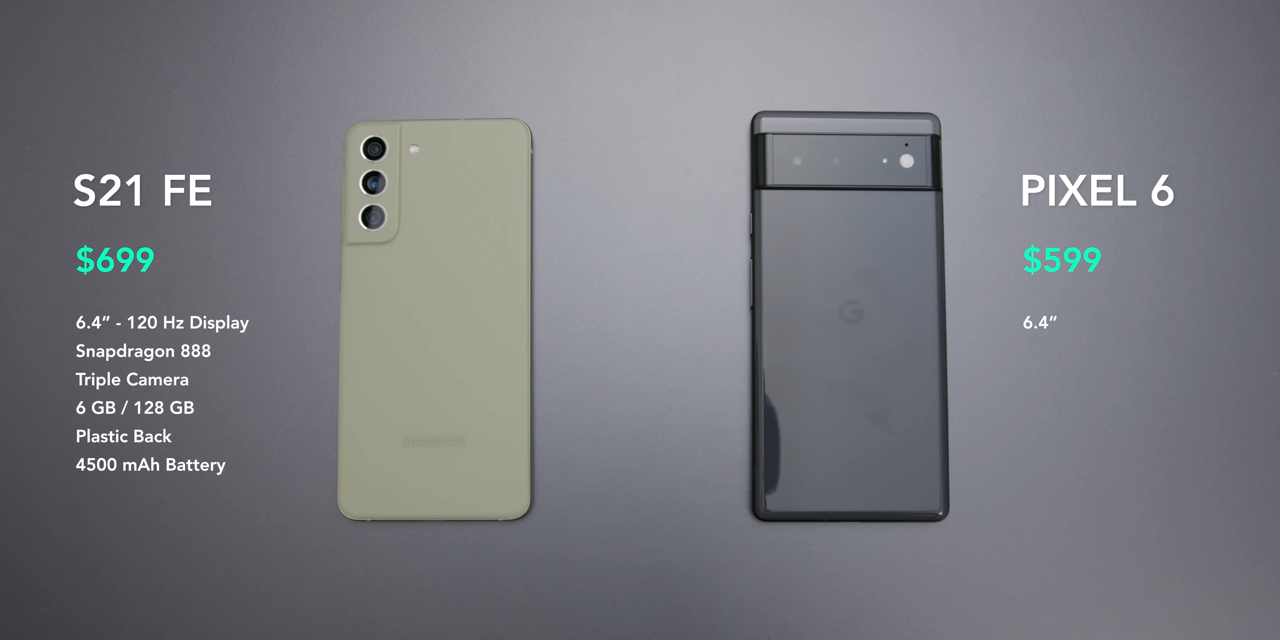 S21 FE
$699
6.4” - 120 Hz Display
Snapdragon 888
Triple Camera
6 GB / 128 GB
Plastic Back
4500 mAh Battery
SAMSUNG
G
PIXEL 6
$599
6.4”